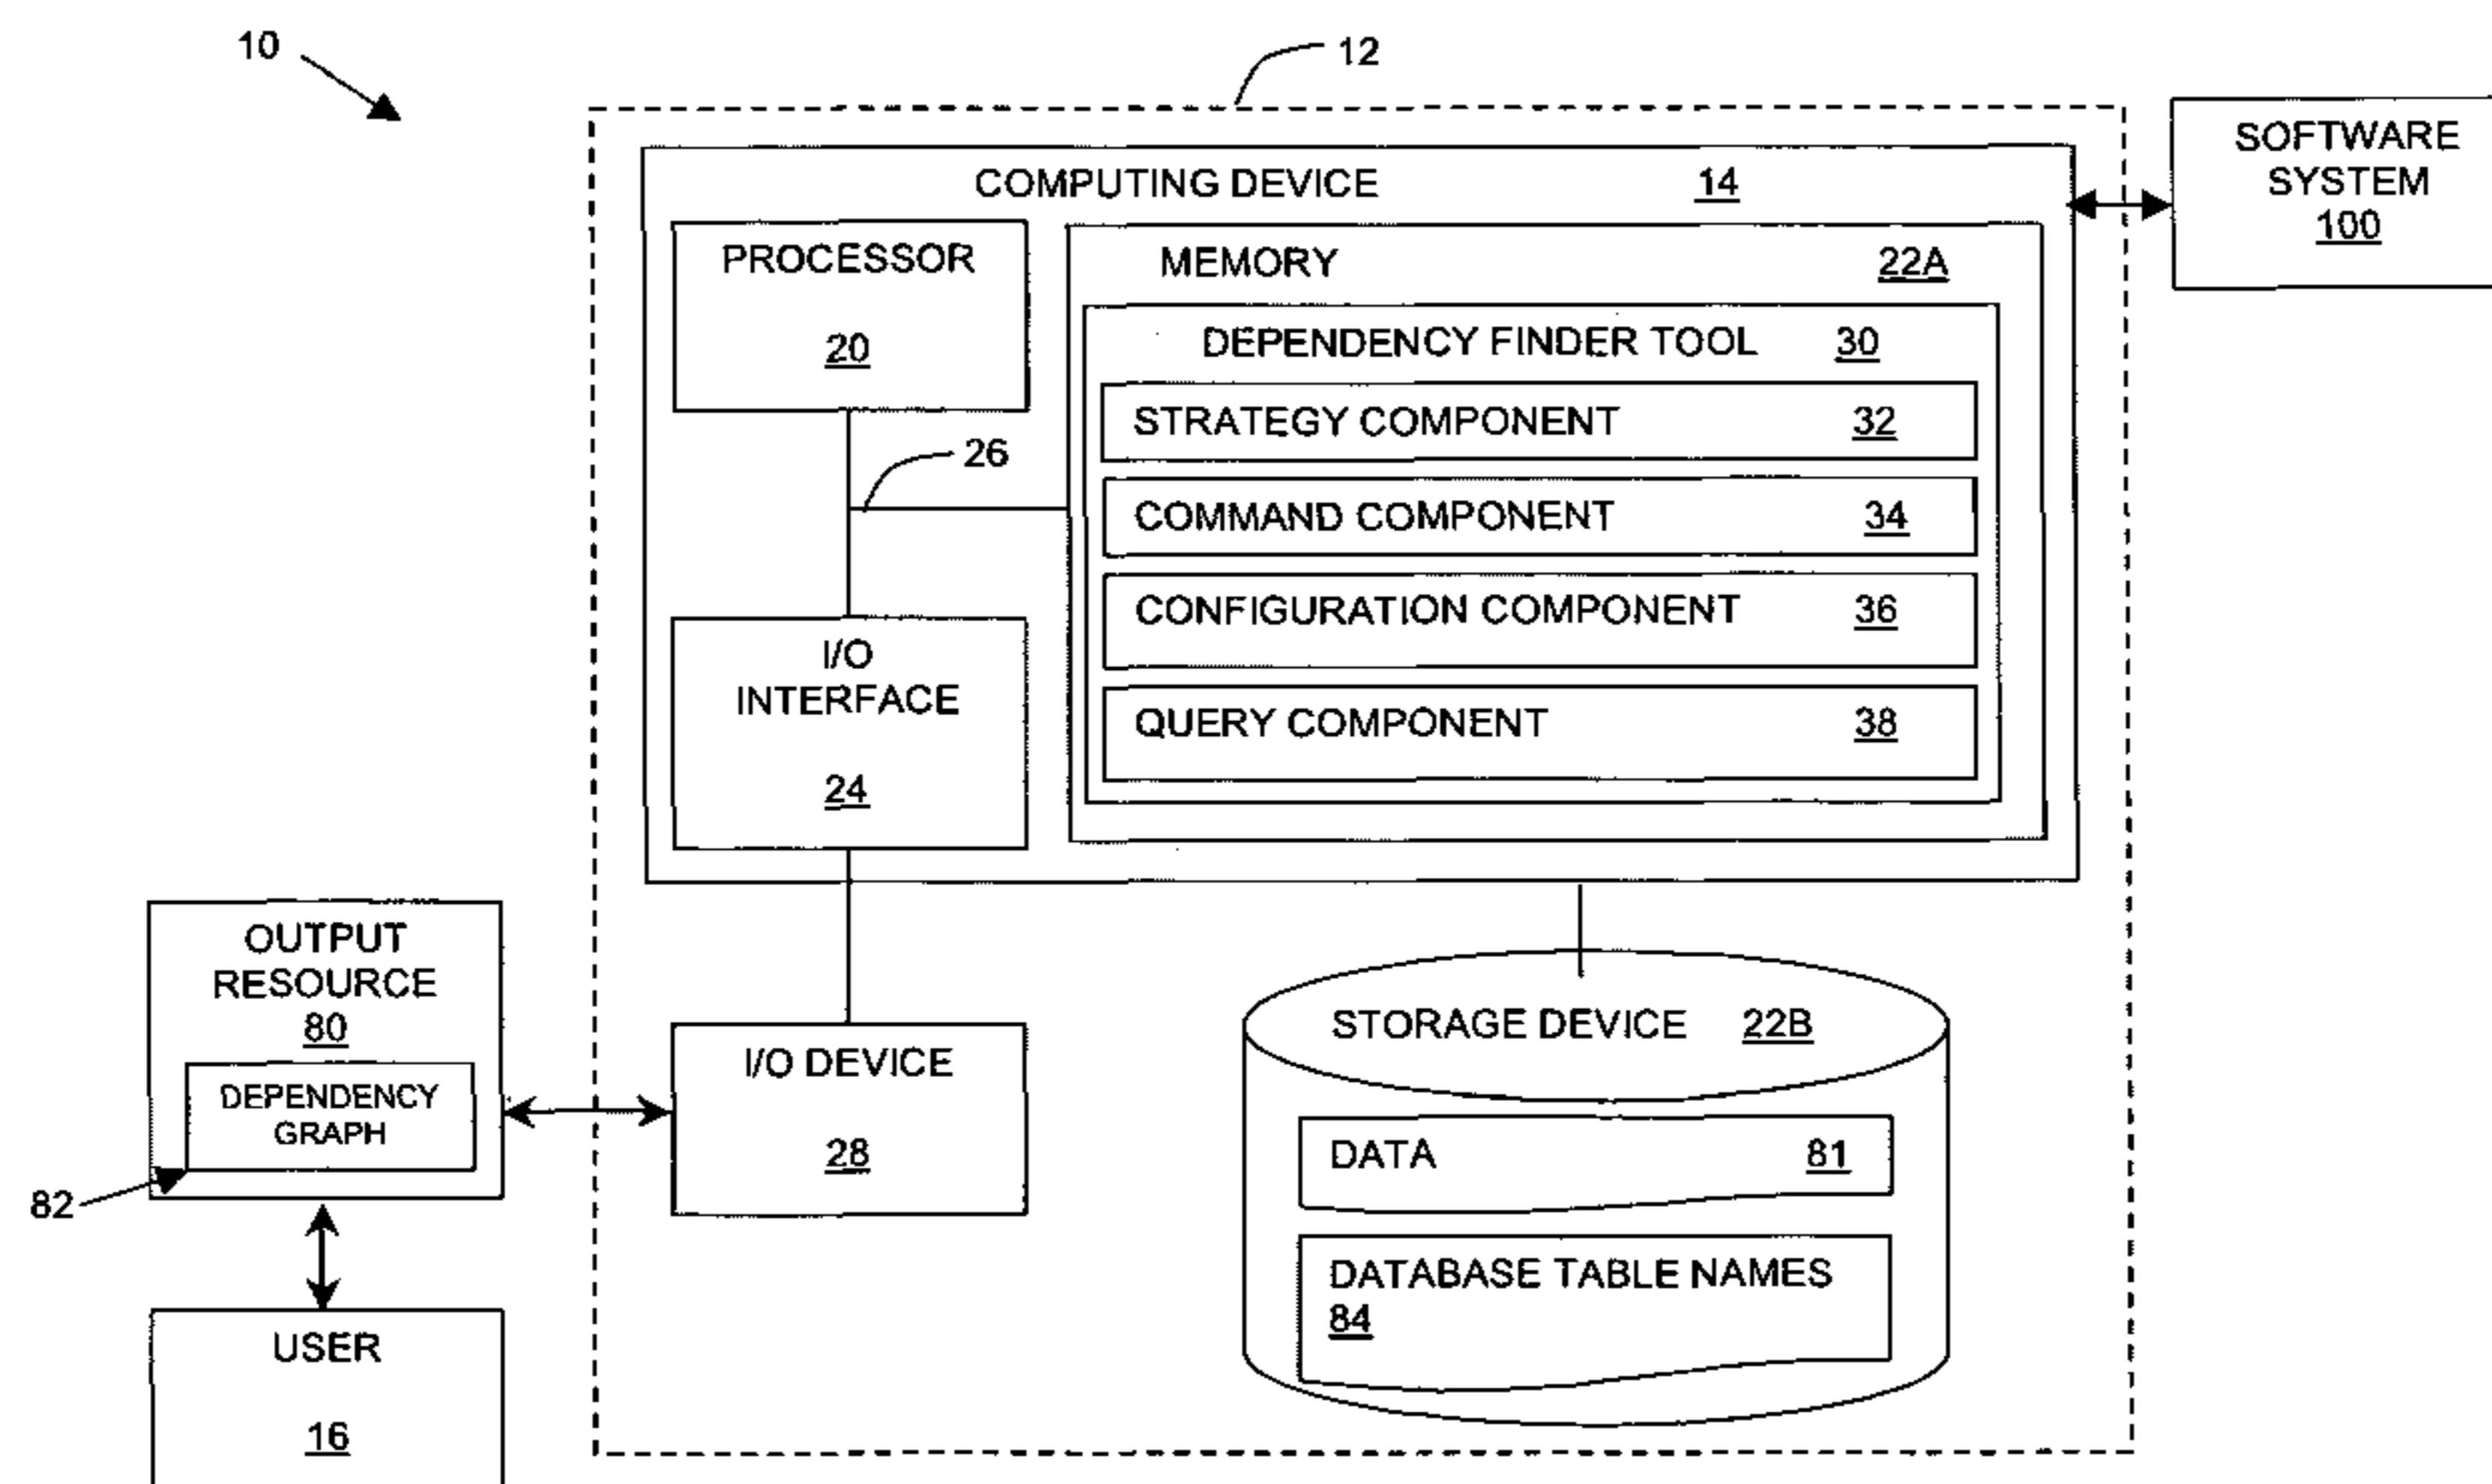 10
12
SOFTWARE
SYSTEM
100
COMPUTING DEVICE 14
PROCESSOR
20
MEMORY 22A
DEPENDENCY FINDER TOOL 30
STRATEGY COMPONENT 32
26
COMMAND COMPONENT 34
CONFIGURATION COMPONENT 36
QUERY COMPONENT 38
I/O
INTERFACE
24
OUTPUT
RESOURCE
80
DEPENDENCY
GRAPH
82
I/O DEVICE
28
STORAGE DEVICE 22B
DATA 81
DATABASE TABLE NAMES
84
USER
16